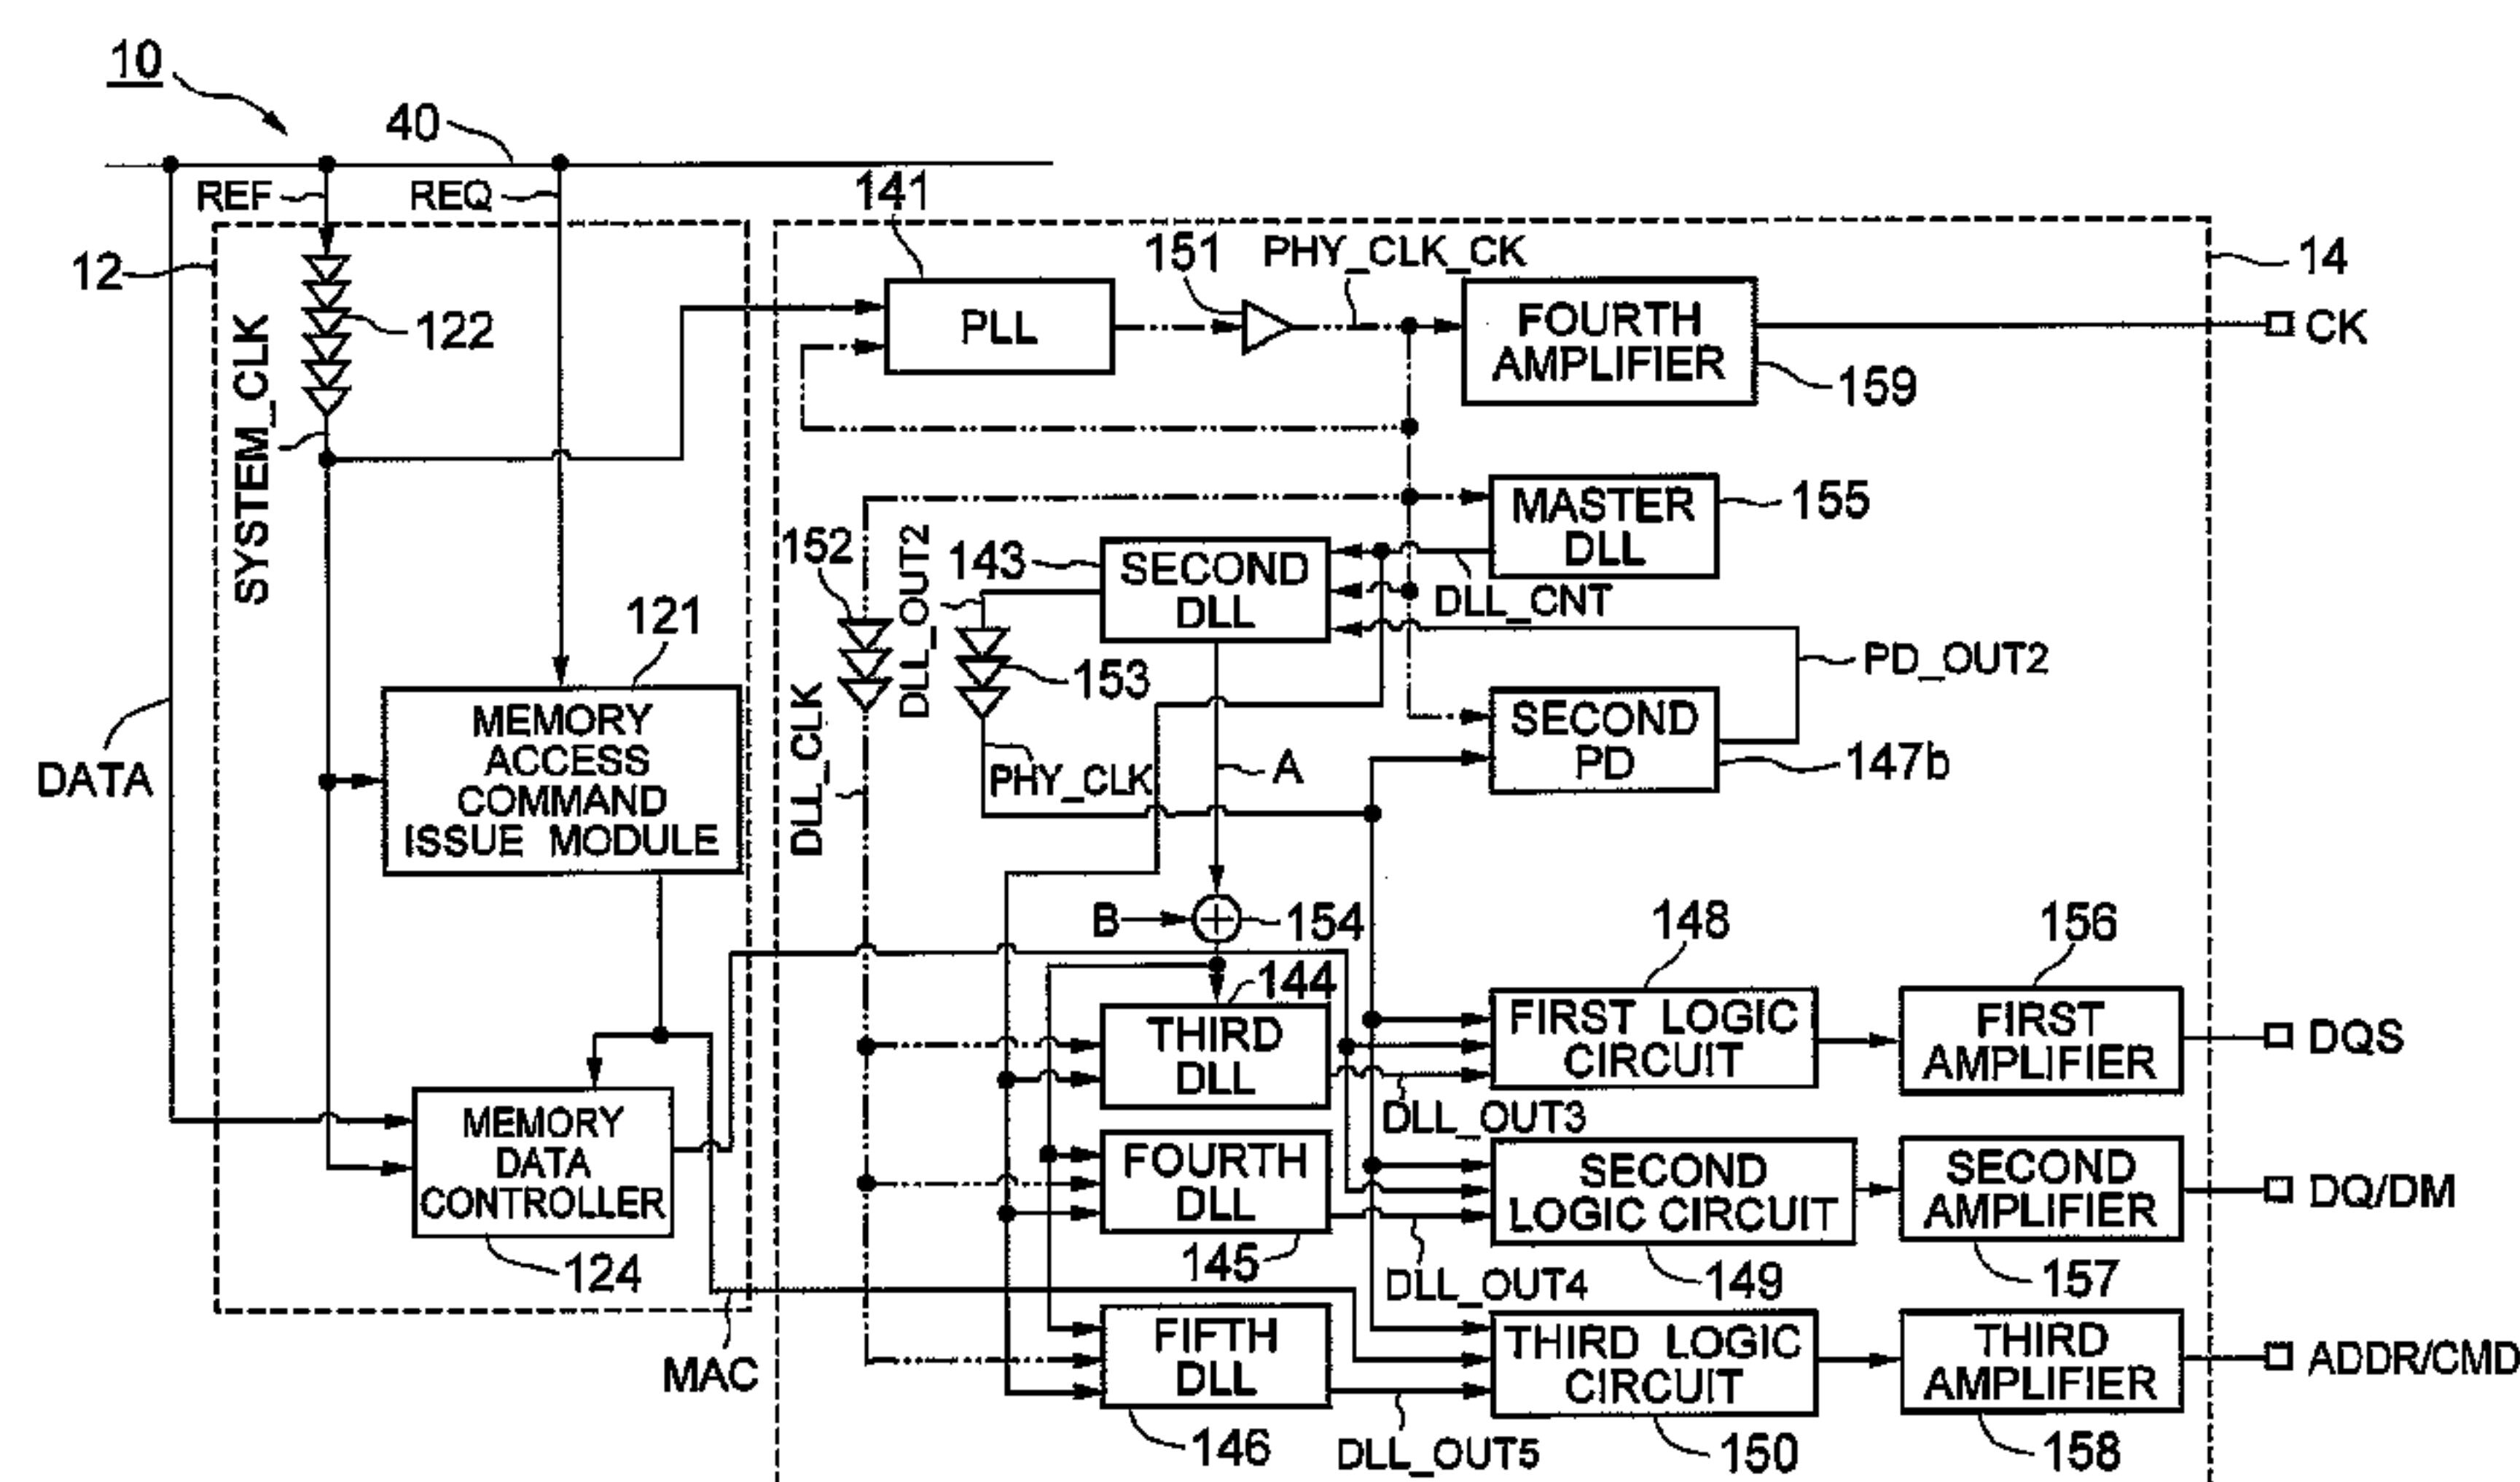 10
40
REF
REQ
141
12
SYSTEM_CLK
122
PLL
151
PHY_CLK_CK
FOURTH
AMPLIFIER
159
14
CK
152
DLL_OUT2
143
SECOND
DLL
MASTER
DLL
155
DLL_CNT
121
MEMORY
ACCESS
COMMAND
ISSUE MODULE
DATA
DLL_CLK
153
PHY_CLK
A
SECOND
PD
147b
PD_OUT2
B
154
144
THIRD
DLL
148
FIRST LOGIC
CIRCUIT
156
FIRST
AMPLIFIER
DQS
DLL_OUT3
MEMORY
DATA
CONTROLLER
124
FOURTH
DLL
145
SECOND
LOGIC CIRCUIT
149
SECOND
AMPLIFIER
157
DQ/DM
DLL_OUT4
MAC
FIFTH
DLL
146
DLL_OUT5
THIRD LOGIC
CIRCUIT
150
THIRD
AMPLIFIER
158
ADDR/CMD